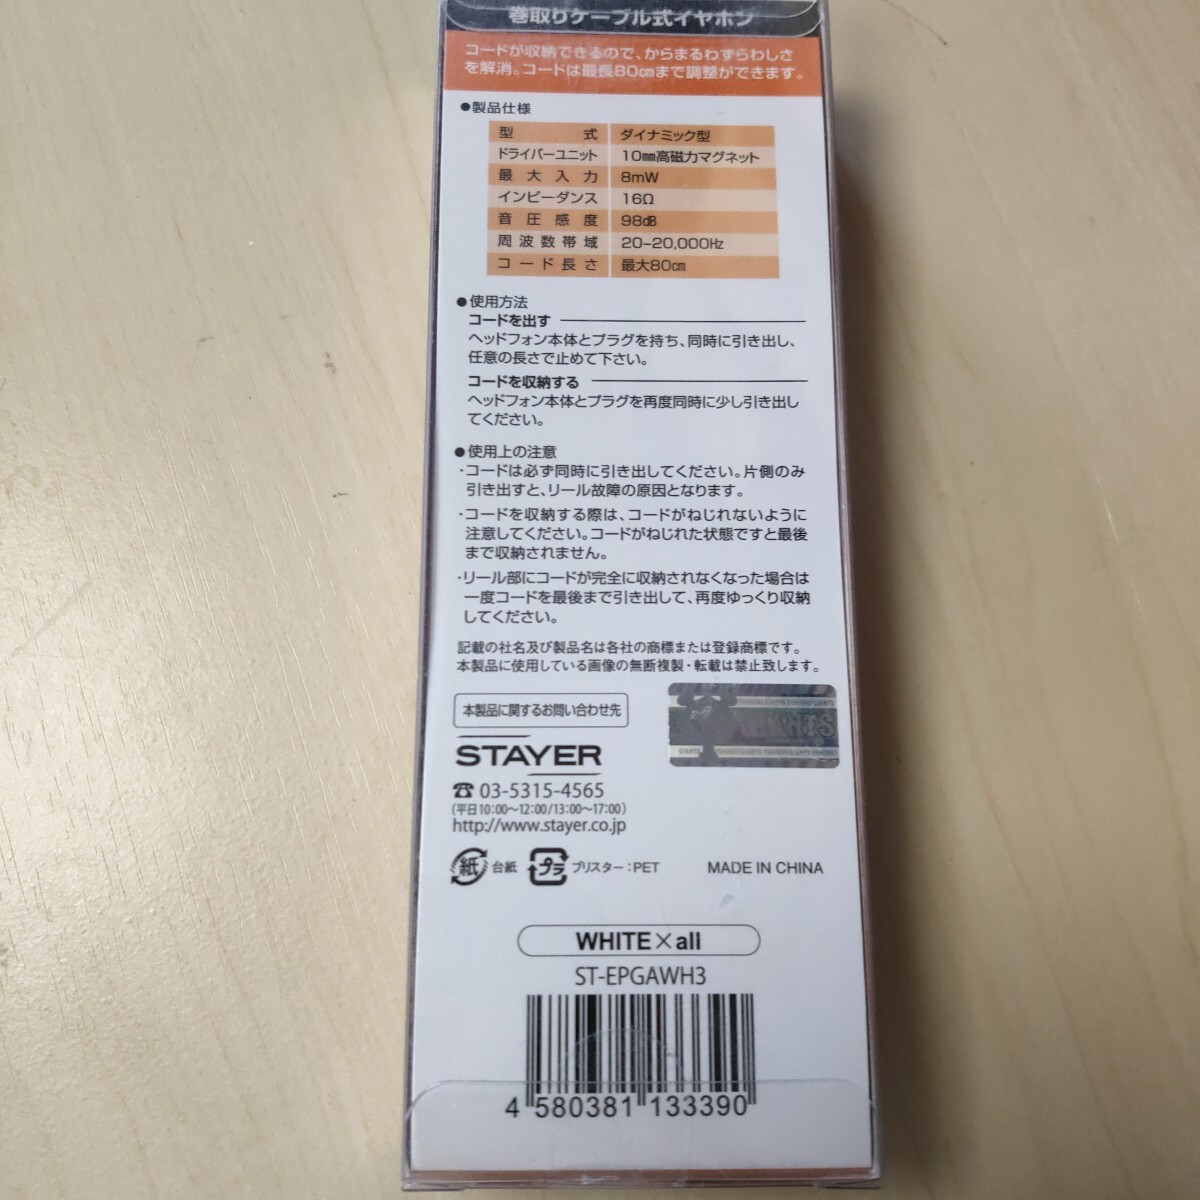 巻取りケーブル式イヤホン
コードが収納できるので、からまるわずらわしさ
を解消。コードは最長80cmまで調整ができます。
●製品仕様
型式 ダイナミック型
ドライバーユニット 10mm高磁力マグネット
最大入力 8mW
インピーダンス 16Ω
音圧感度 98dB
周波数帯域 20-20,000Hz
コード長さ 最大80cm
●使用方法
コードを出す
ヘッドフォン本体とプラグを持ち、同時に引き出し、
任意の長さで止めて下さい。
コードを収納する
ヘッドフォン本体とプラグを再度同時に少し引き出し
てください。
●使用上の注意
・コードは必ず同時に引き出してください。片側のみ
引き出すと、リール故障の原因となります。
・コードを収納する際は、コードがねじれないように
注意してください。コードがねじれた状態ですと最後
まで収納されません。
・リール部にコードが完全に収納されなくなった場合は
一度コードを最後まで引き出して、再度ゆっくり収納
してください。
記載の社名及び製品名は各社の商標または登録商標です。
本製品に使用している画像の無断複製・転載は禁止致します。
本製品に関するお問い合わせ先
STAYER
☎ 03-5315-4565
(平日10:00〜12:00/13:00〜17:00)
http://www.stayer.co.jp
紙 台紙 プラ ブリスター:PET MADE IN CHINA
WHITE×all
ST-EPGAWH3
4 580381 133390